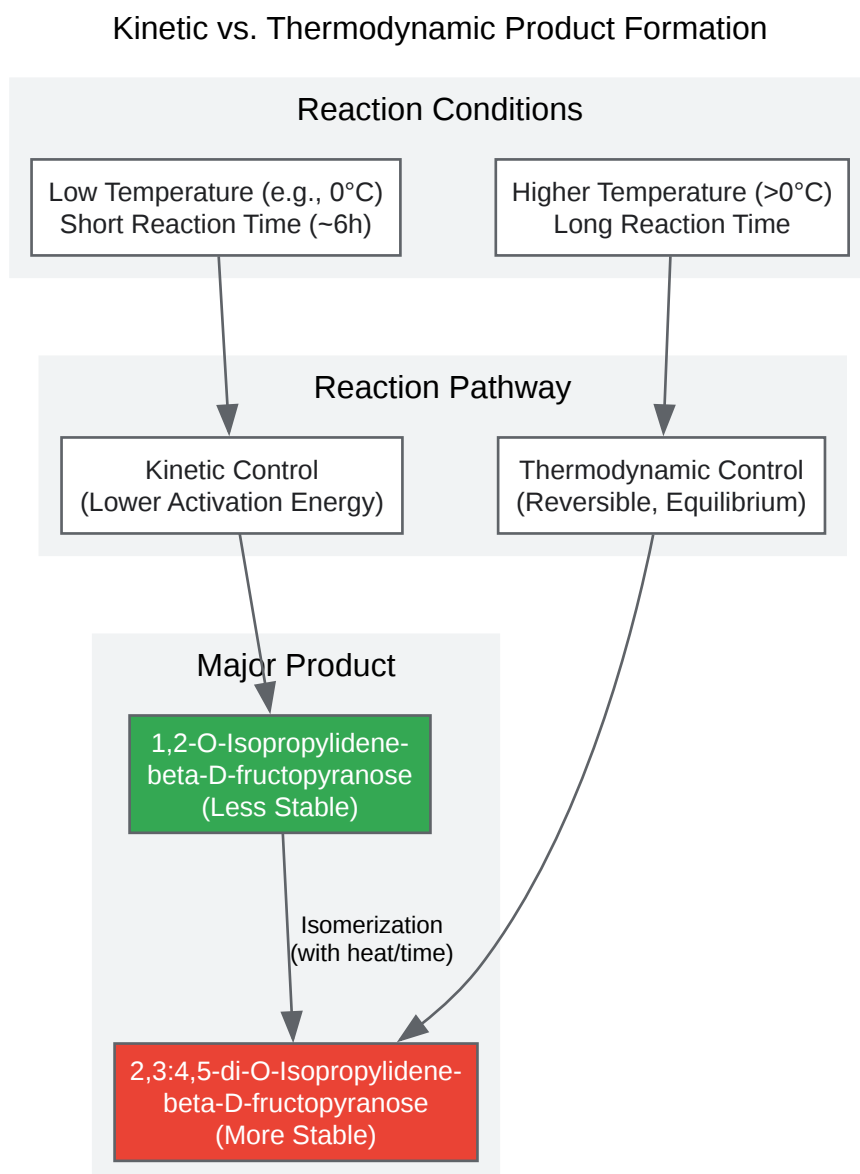 Kinetic vs. Thermodynamic Product Formation
Reaction Conditions
Low Temperature (e.g., 0°C)
Short Reaction Time (~6h)
Higher Temperature (>0°C)
Long Reaction Time
Reaction Pathway
Kinetic Control
(Lower Activation Energy)
Thermodynamic Control
(Reversible, Equilibrium)
Major Product
1,2-O-Isopropylidene-
beta-D-fructopyranose
(Less Stable)
Isomerization
(with heat/time)
2,3:4,5-di-O-Isopropylidene-
beta-D-fructopyranose
(More Stable)